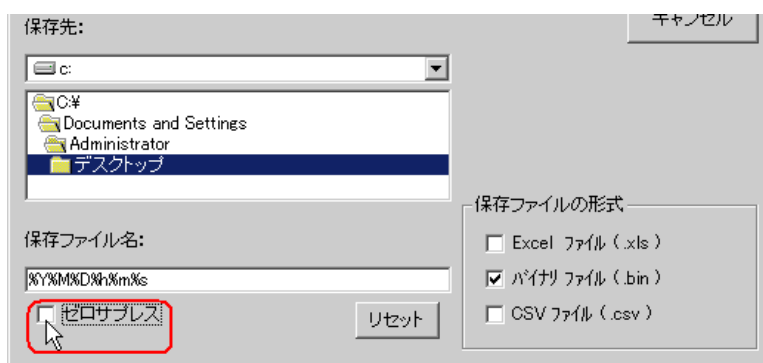 保存先:
キャンセル
c:
C:¥
Documents and Settings
Administrator
デスクトップ
保存ファイルの形式
保存ファイル名:
Excel ファイル ( .xls )
%Y%M%D%h%m%s
バイナリ ファイル ( .bin )
ゼロサプレス
リセット
CSV ファイル ( .csv )